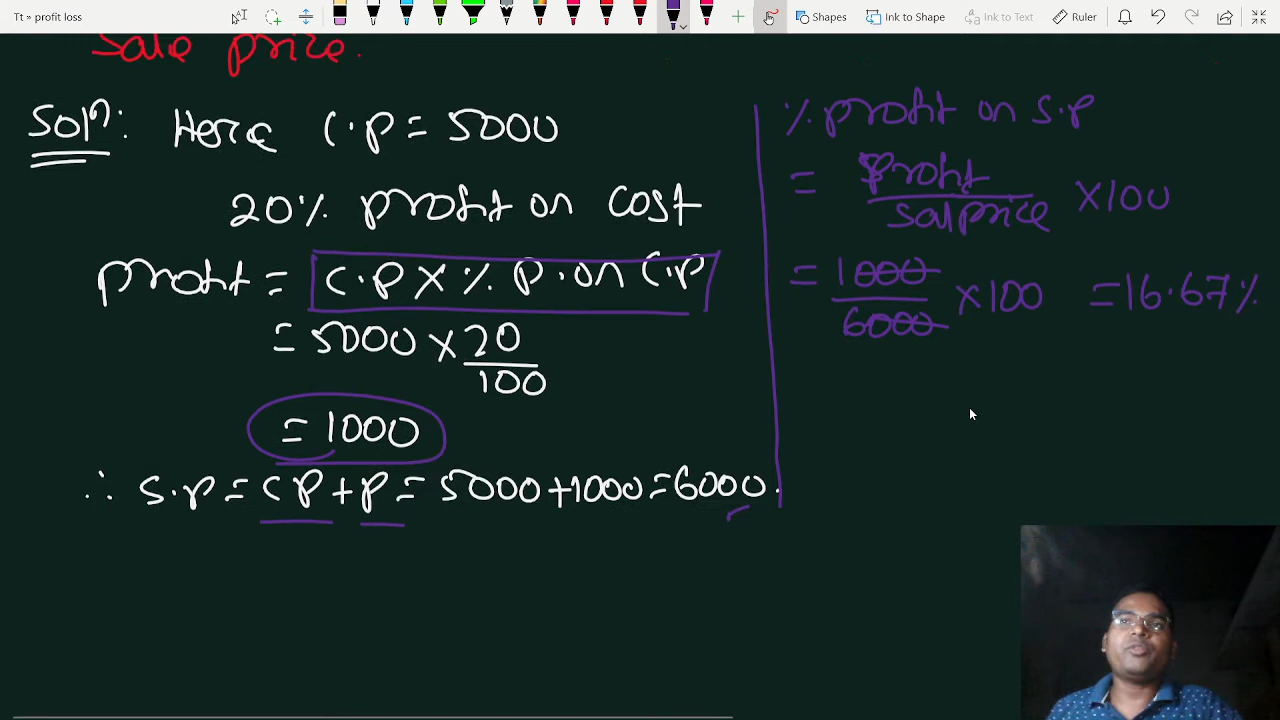 Tt » profit loss
Shapes
Ink to Shape
Ink to Text
Ruler
Sale price.
Soln: Here C.P = 5000
20% profit on cost
profit = C.P X % P. on C.P
= 5000 X 20/100
= 1000
∴ S.P = CP + P = 5000 + 1000 = 6000.
% profit on S.P
= Profit/Sal price X 100
= 1000/6000 X 100 = 16.67%